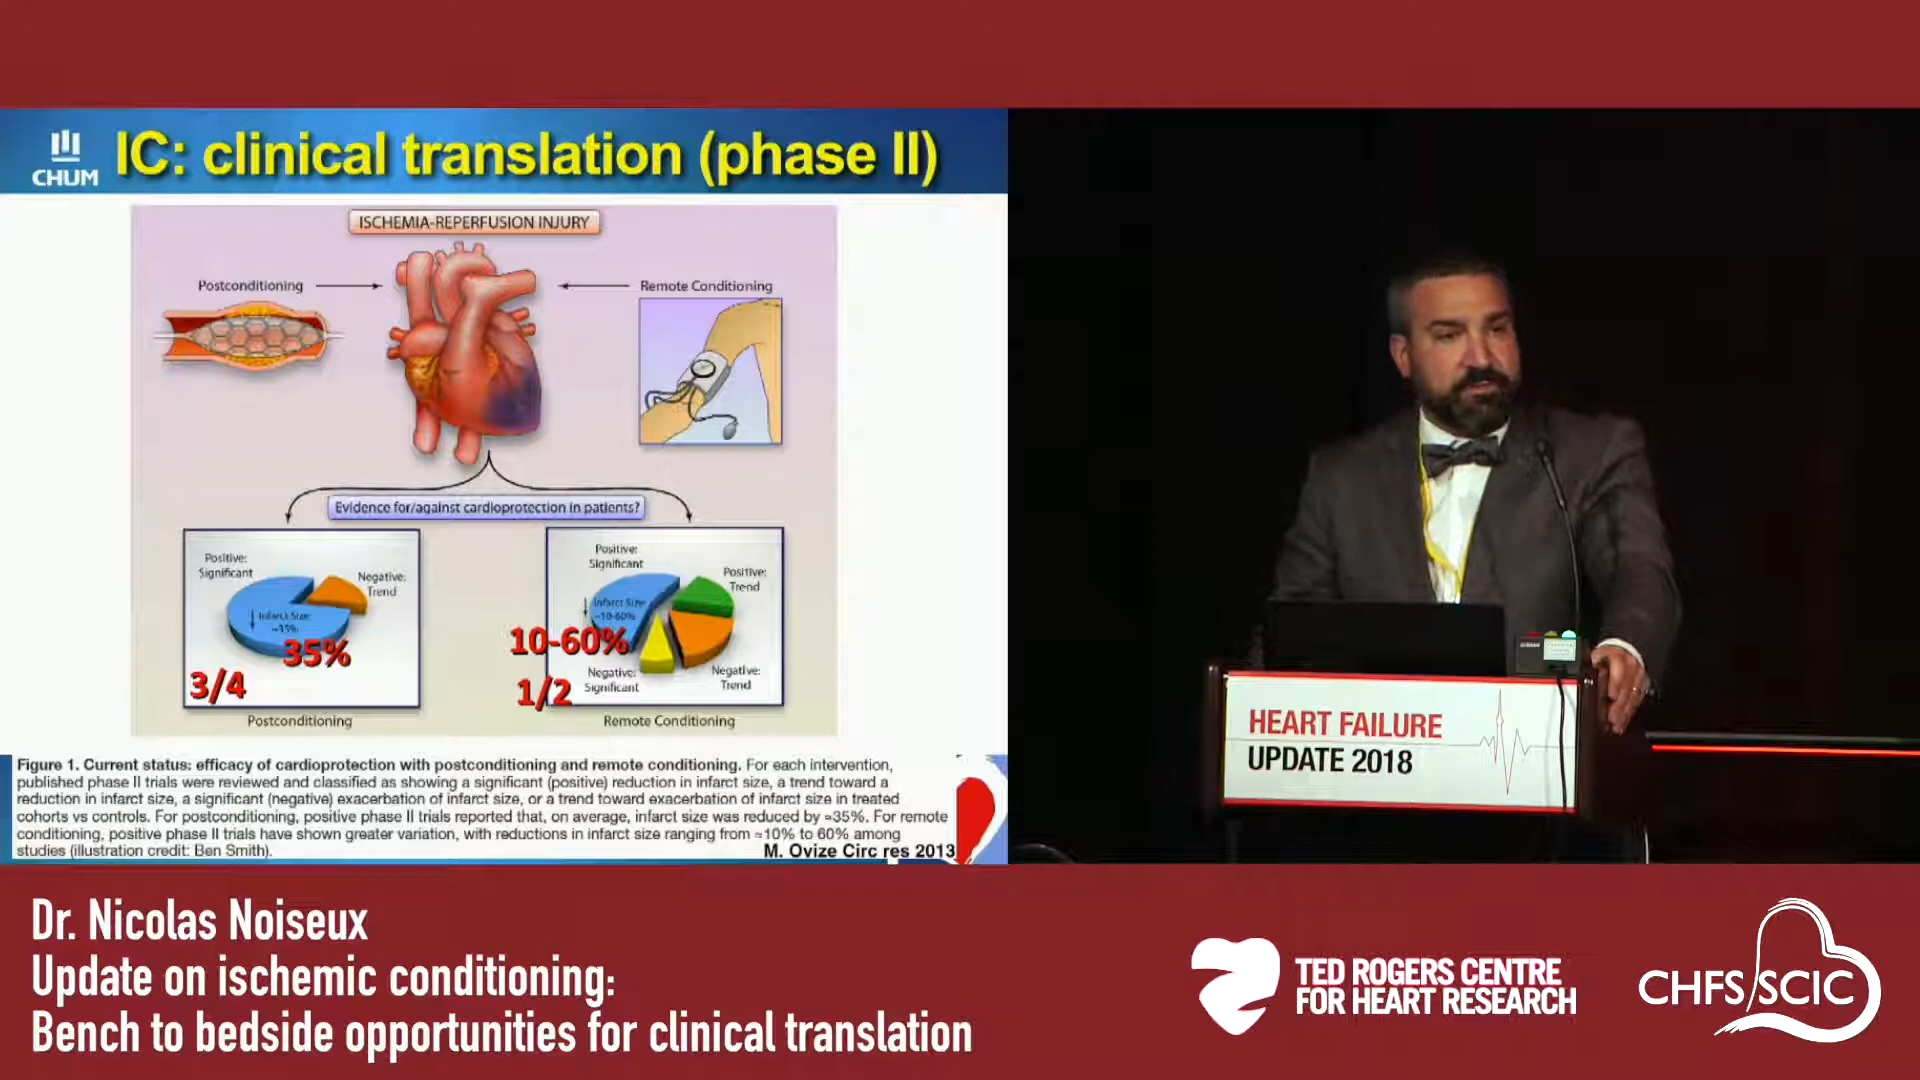 CHUM
IC: clinical translation (phase II)
ISCHEMIA-REPERFUSION INJURY
Postconditioning
Remote Conditioning
Evidence for/against cardioprotection in patients?
Positive:
Significant
Negative:
Trend
Infarct Size
~35%
35%
3/4
Postconditioning
Positive:
Significant
Positive:
Trend
Infarct Size
~10-60%
10-60%
1/2
Negative:
Significant
Negative:
Trend
Remote Conditioning
Figure 1. Current status: efficacy of cardioprotection with postconditioning and remote conditioning. For each intervention,
published phase II trials were reviewed and classified as showing a significant (positive) reduction in infarct size, a trend toward a
reduction in infarct size, a significant (negative) exacerbation of infarct size, or a trend toward exacerbation of infarct size in treated
cohorts vs controls. For postconditioning, positive phase II trials reported that, on average, infarct size was reduced by ≈35%. For remote
conditioning, positive phase II trials have shown greater variation, with reductions in infarct size ranging from ≈10% to 60% among
studies (illustration credit: Ben Smith).
M. Ovize Circ res 2013
HEART FAILURE
UPDATE 2018
Dr. Nicolas Noiseux
Update on ischemic conditioning:
Bench to bedside opportunities for clinical translation
TED ROGERS CENTRE
FOR HEART RESEARCH
CHFS/SCIC